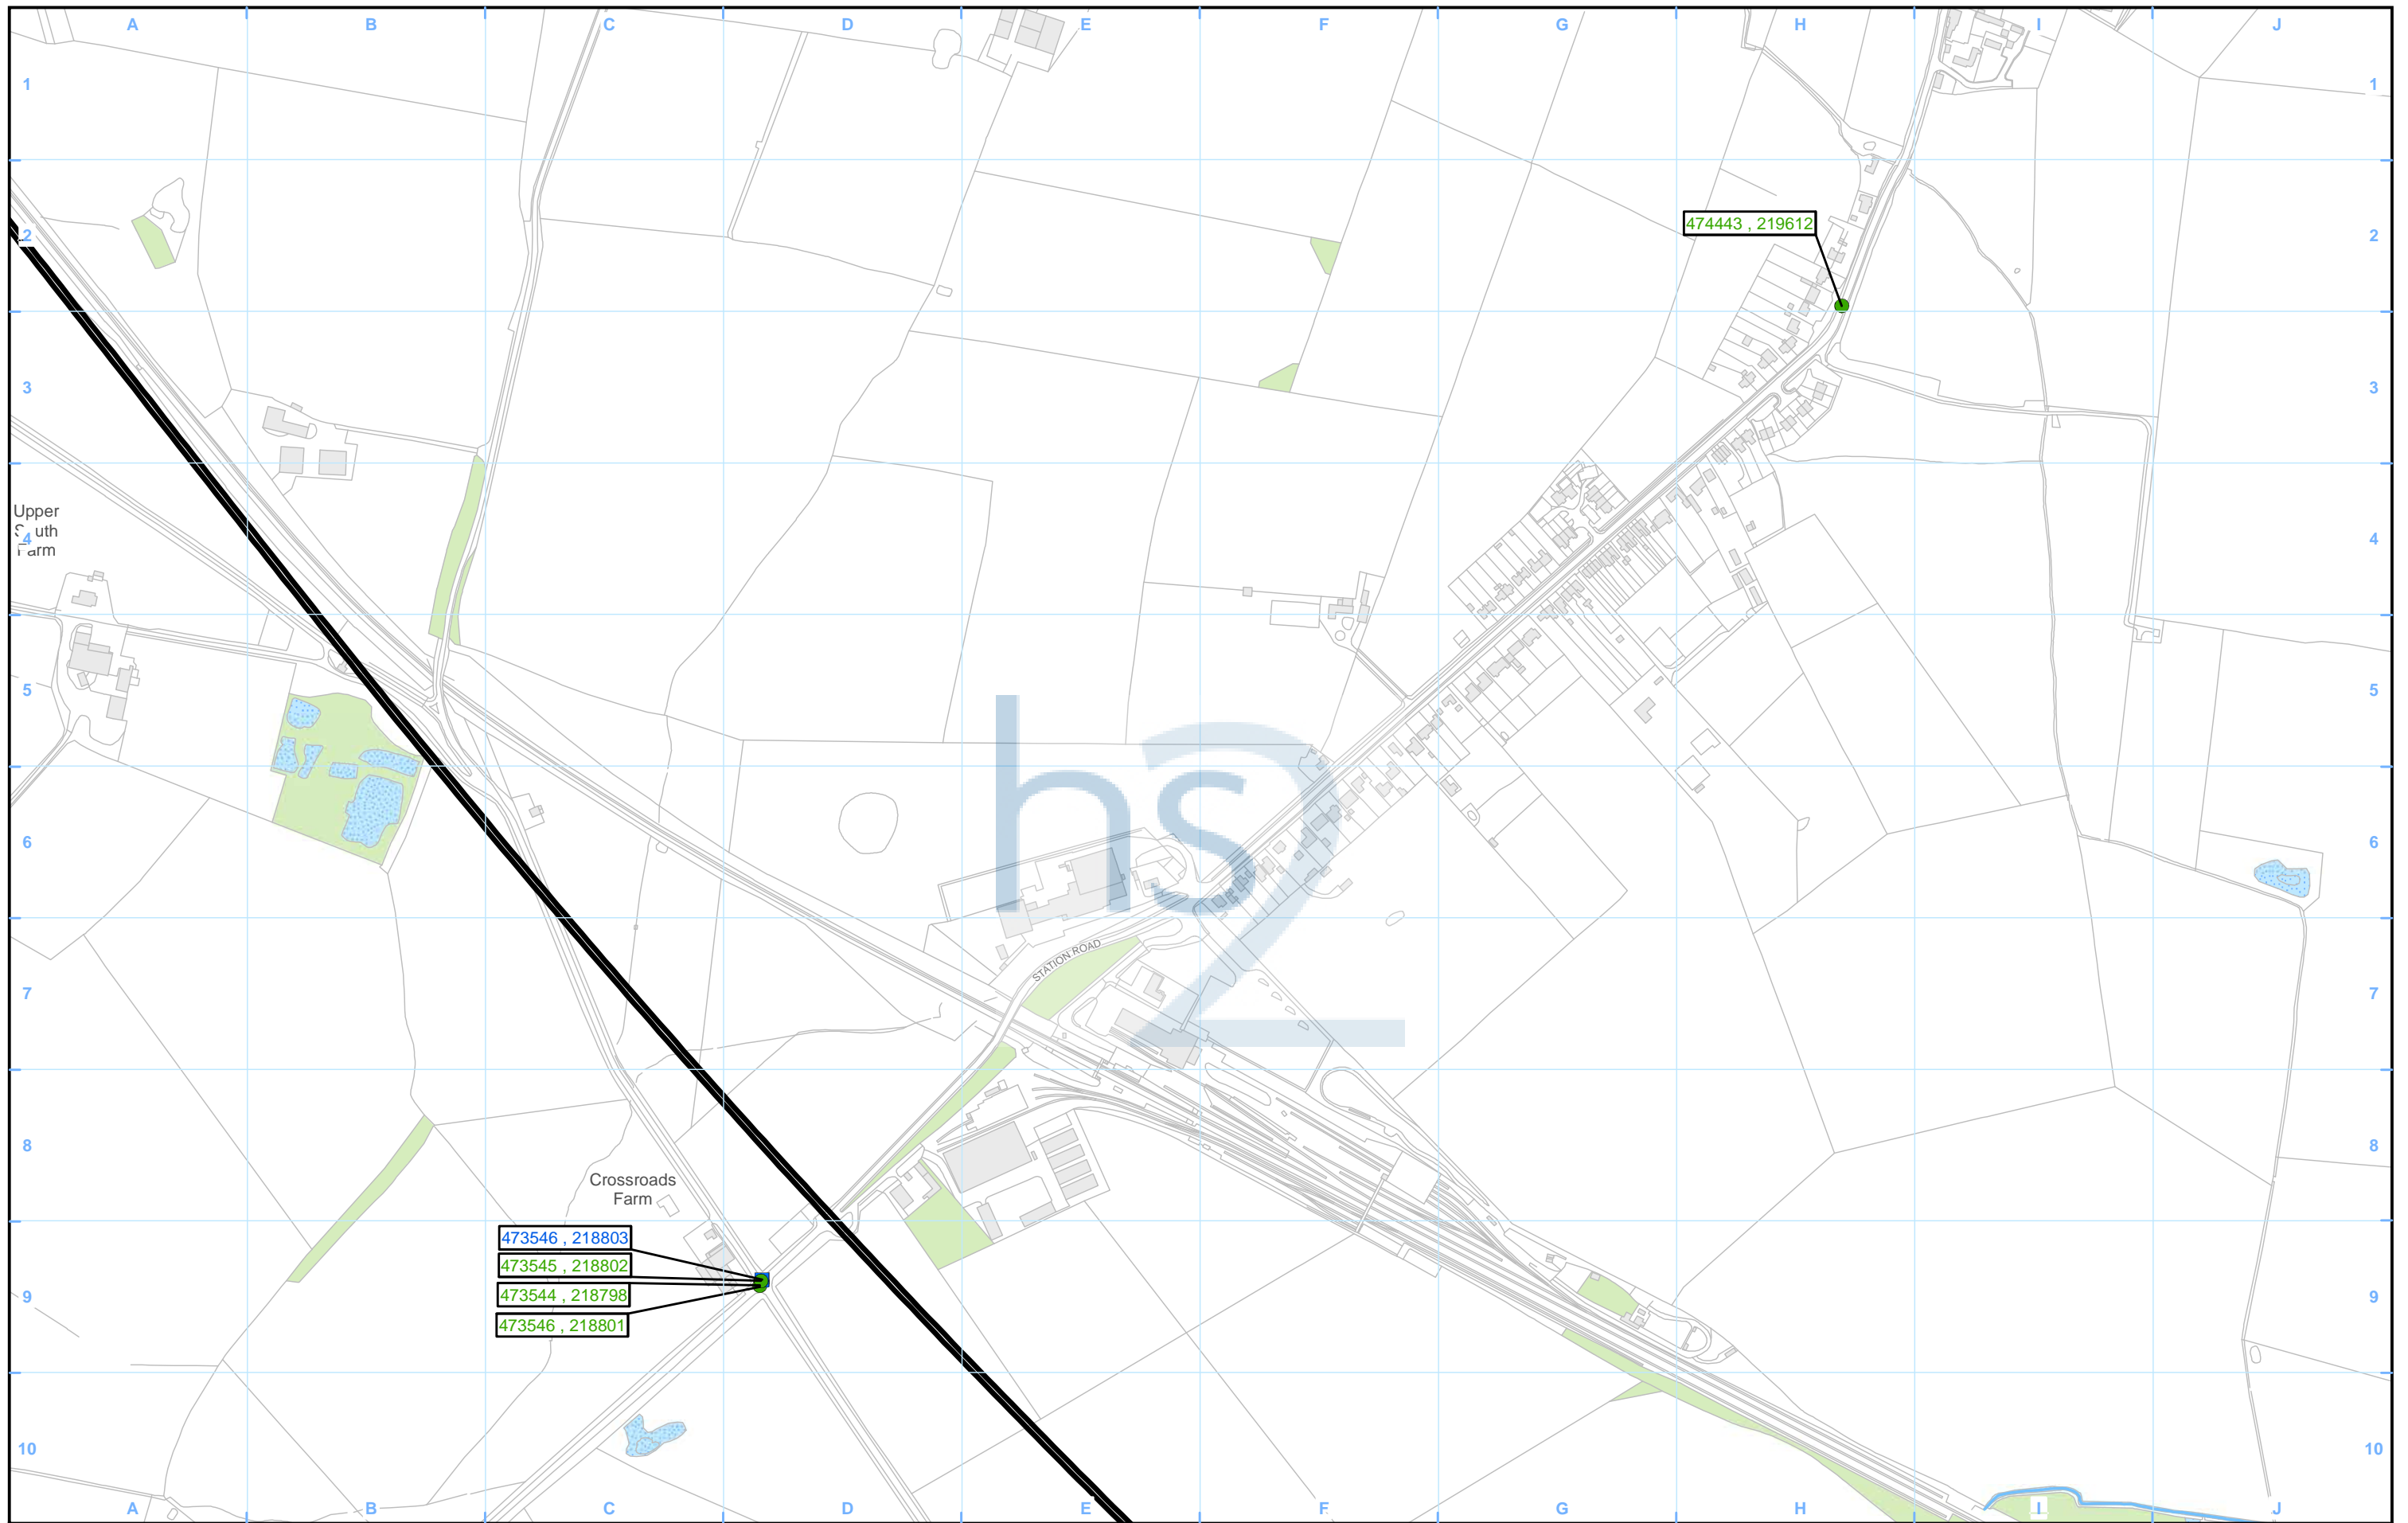 A B C D E F G H I J
1 1
474443 , 219612
2 2
3 3
Upper
4 4
5 5
hs2
6 6
STATION ROAD
7 7
8 8
Crossroads
Farm
473546 , 218803
473545 , 218802
473544 , 218798
473546 , 218801
9 9
10 10
A B C D E F G H I J